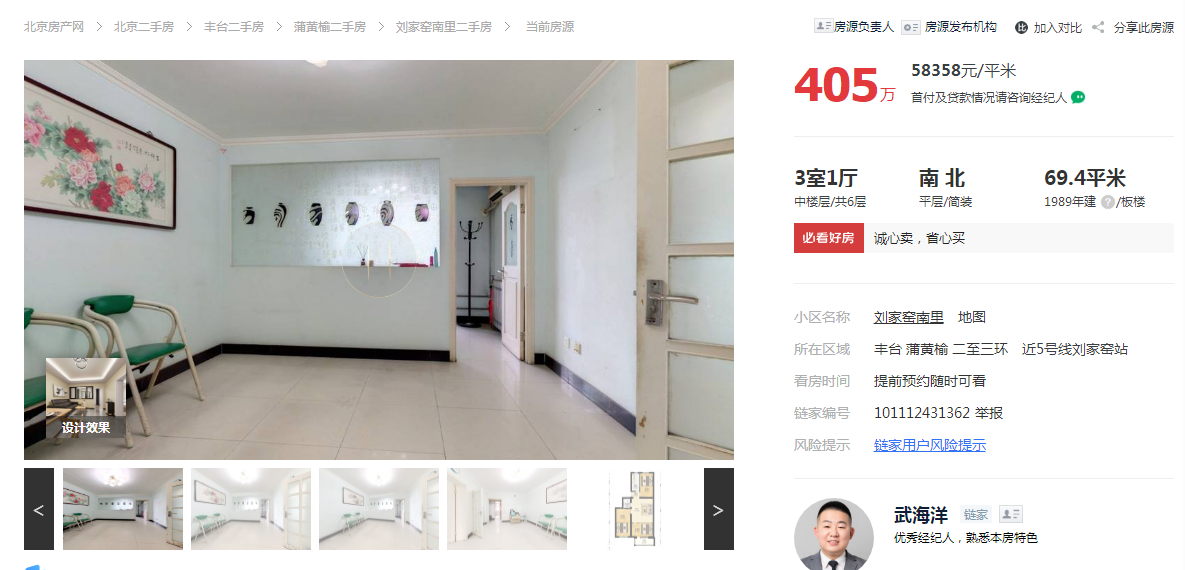 北京房产网 > 北京二手房 > 丰台二手房 > 蒲黄榆二手房 > 刘家窑南里二手房 > 当前房源
房源负责人 房源发布机构 加入对比 分享此房源
405万
58358元/平米
首付及贷款情况请咨询经纪人
3室1厅
中楼层/共6层
南 北
平层/简装
69.4平米
1989年建 ?/板楼
必看好房 诚心卖，省心买
小区名称 刘家窑南里 地图
所在区域 丰台 蒲黄榆 二至三环 近5号线刘家窑站
看房时间 提前预约随时可看
链家编号 101112431362 举报
风险提示 链家用户风险提示
设计效果
< >
武海洋 链家
优秀经纪人，熟悉本房特色